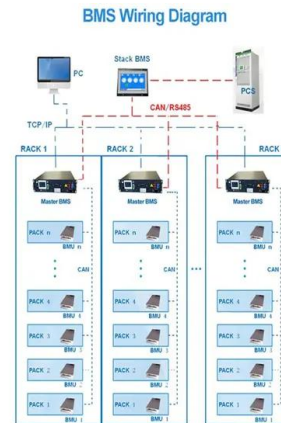 BMS Wiring Diagram
PC
Stack BMS
PCS
CAN/RS485
TCP/IP
RACK 1
RACK 2
RACK
Master BMS
Master BMS
Master BMS
PACK n
BMU n
PACK n
BMU n
PACK n
BMU n
CAN
CAN
CAN
PACK 4
BMU 4
PACK 4
BMU 4
PACK 4
BMU 4
PACK 3
BMU 3
PACK 3
BMU 3
PACK 3
BMU 3
PACK 2
BMU 2
PACK 2
BMU 2
PACK 2
BMU 2
PACK 1
BMU 1
PACK 1
BMU 1
PACK 1
BMU 1